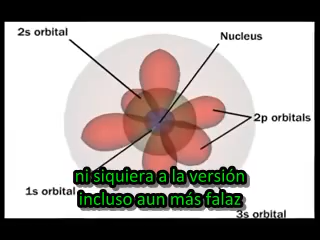 2s orbital
Nucleus
2p orbitals
1s orbital
3s orbital
ni siquiera a la versión
incluso aun más falaz